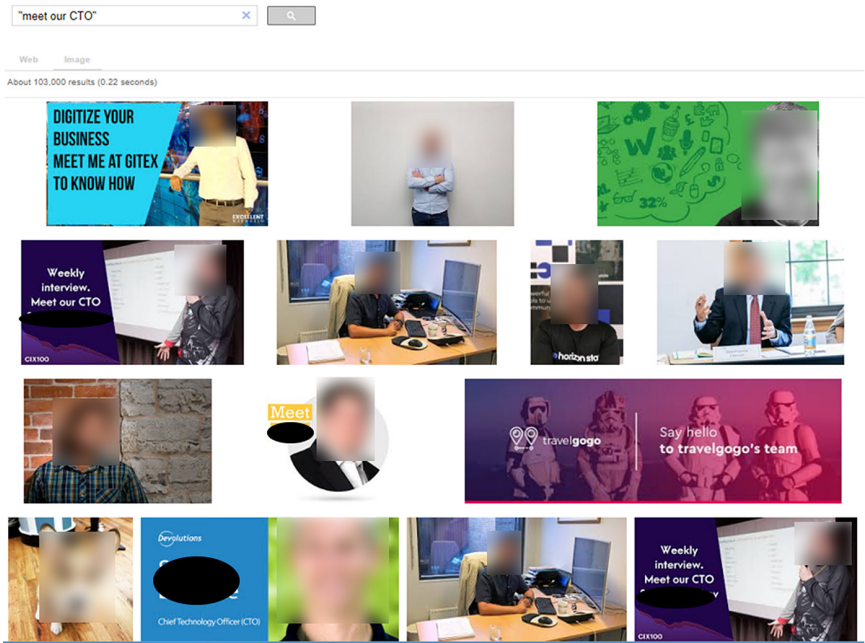 "meet our CTO"
Web Image
About 103,000 results (0.22 seconds)
DIGITIZE YOUR
BUSINESS
MEET ME AT GITEX
TO KNOW HOW
EXCELLENT
W
32%
Weekly
interview.
Meet our CTO
CIX100
horizon sta
Meet
travelgogo
Say hello
to travelgogo's team
Devolutions
Chief Technology Officer (CTO)
Weekly
interview.
Meet our CTO
CIX100